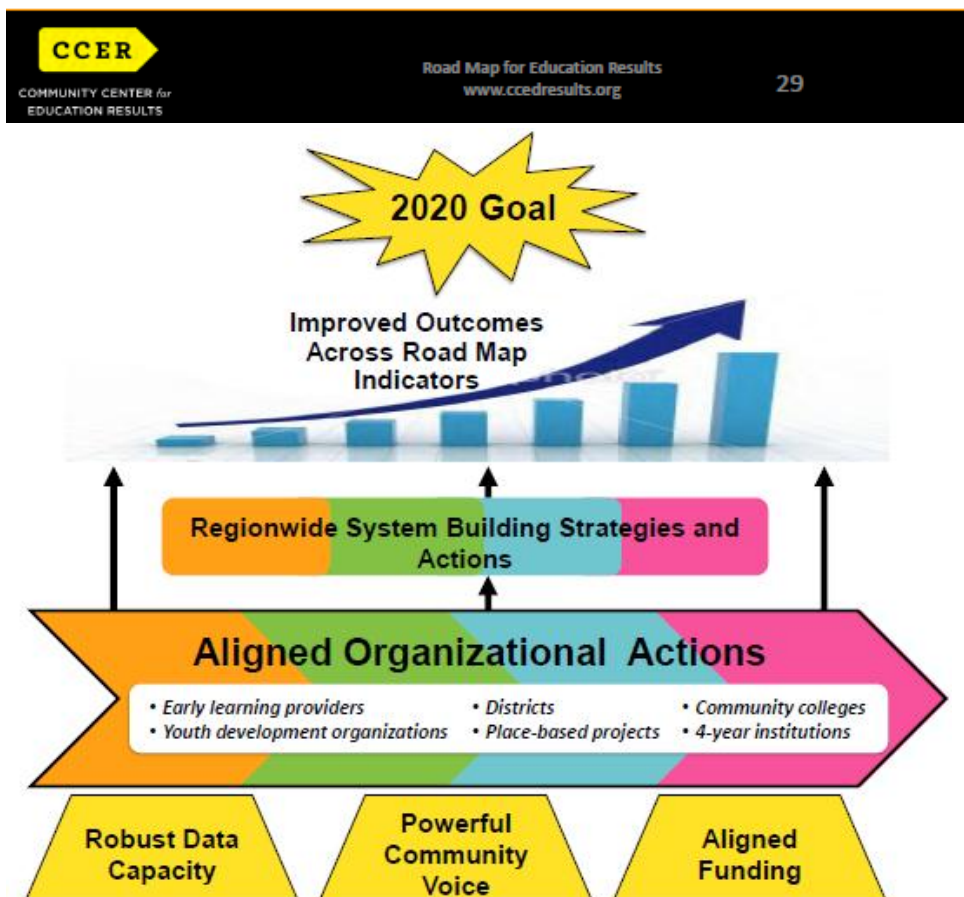 CCER
COMMUNITY CENTER for
EDUCATION RESULTS
Road Map for Education Results
www.ccedresults.org
29
2020 Goal
Improved Outcomes
Across Road Map
Indicators
Regionwide System Building Strategies and
Actions
Aligned Organizational Actions
• Early learning providers
• Youth development organizations
• Districts
• Place-based projects
• Community colleges
• 4-year institutions
Robust Data
Capacity
Powerful
Community
Voice
Aligned
Funding